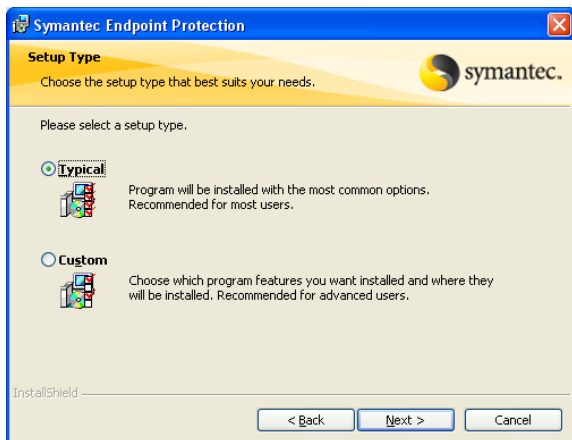 Symantec Endpoint Protection
Setup Type
Choose the setup type that best suits your needs.
symantec.
Please select a setup type.
Typical
Program will be installed with the most common options.
Recommended for most users.
Custom
Choose which program features you want installed and where they
will be installed. Recommended for advanced users.
InstallShield
< Back
Next >
Cancel